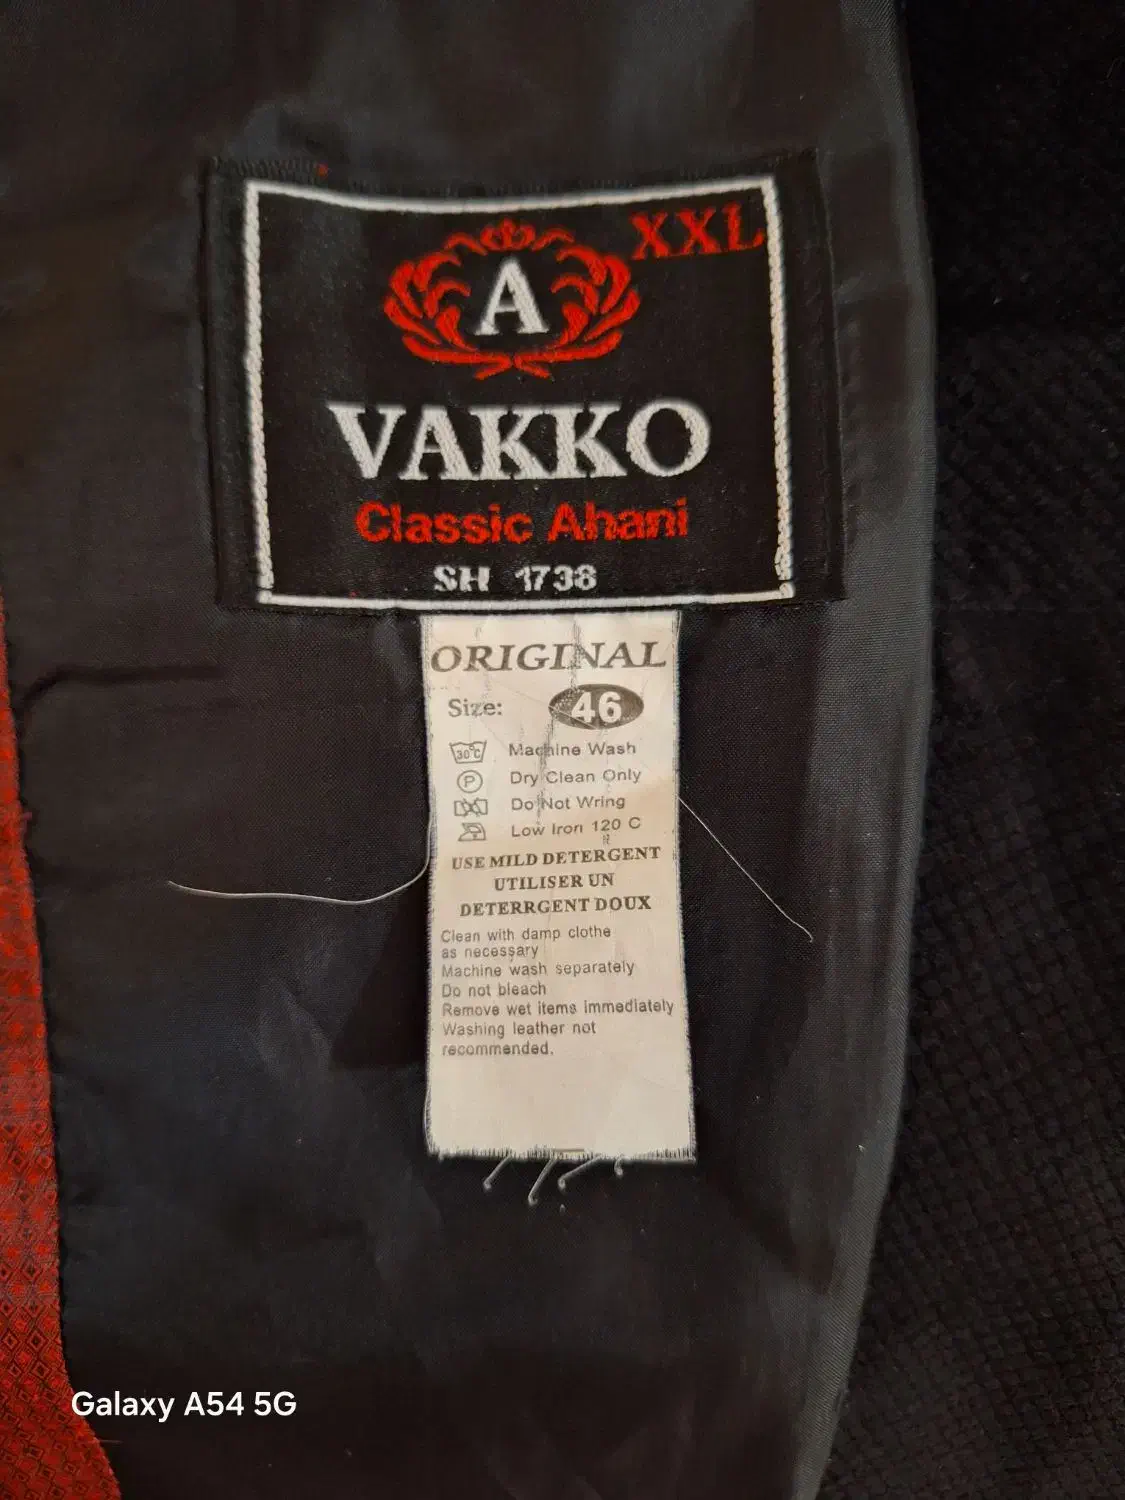 XXL
A
VAKKO
Classic Ahani
SH 1738
ORIGINAL
Size: 46
30°C Machine Wash
P Dry Clean Only
Do Not Wring
Low Iron 120 C
USE MILD DETERGENT
UTILISER UN
DETERRGENT DOUX
Clean with damp clothe
as necessary
Machine wash separately
Do not bleach
Remove wet items immediately
Washing leather not
recommended.
Galaxy A54 5G